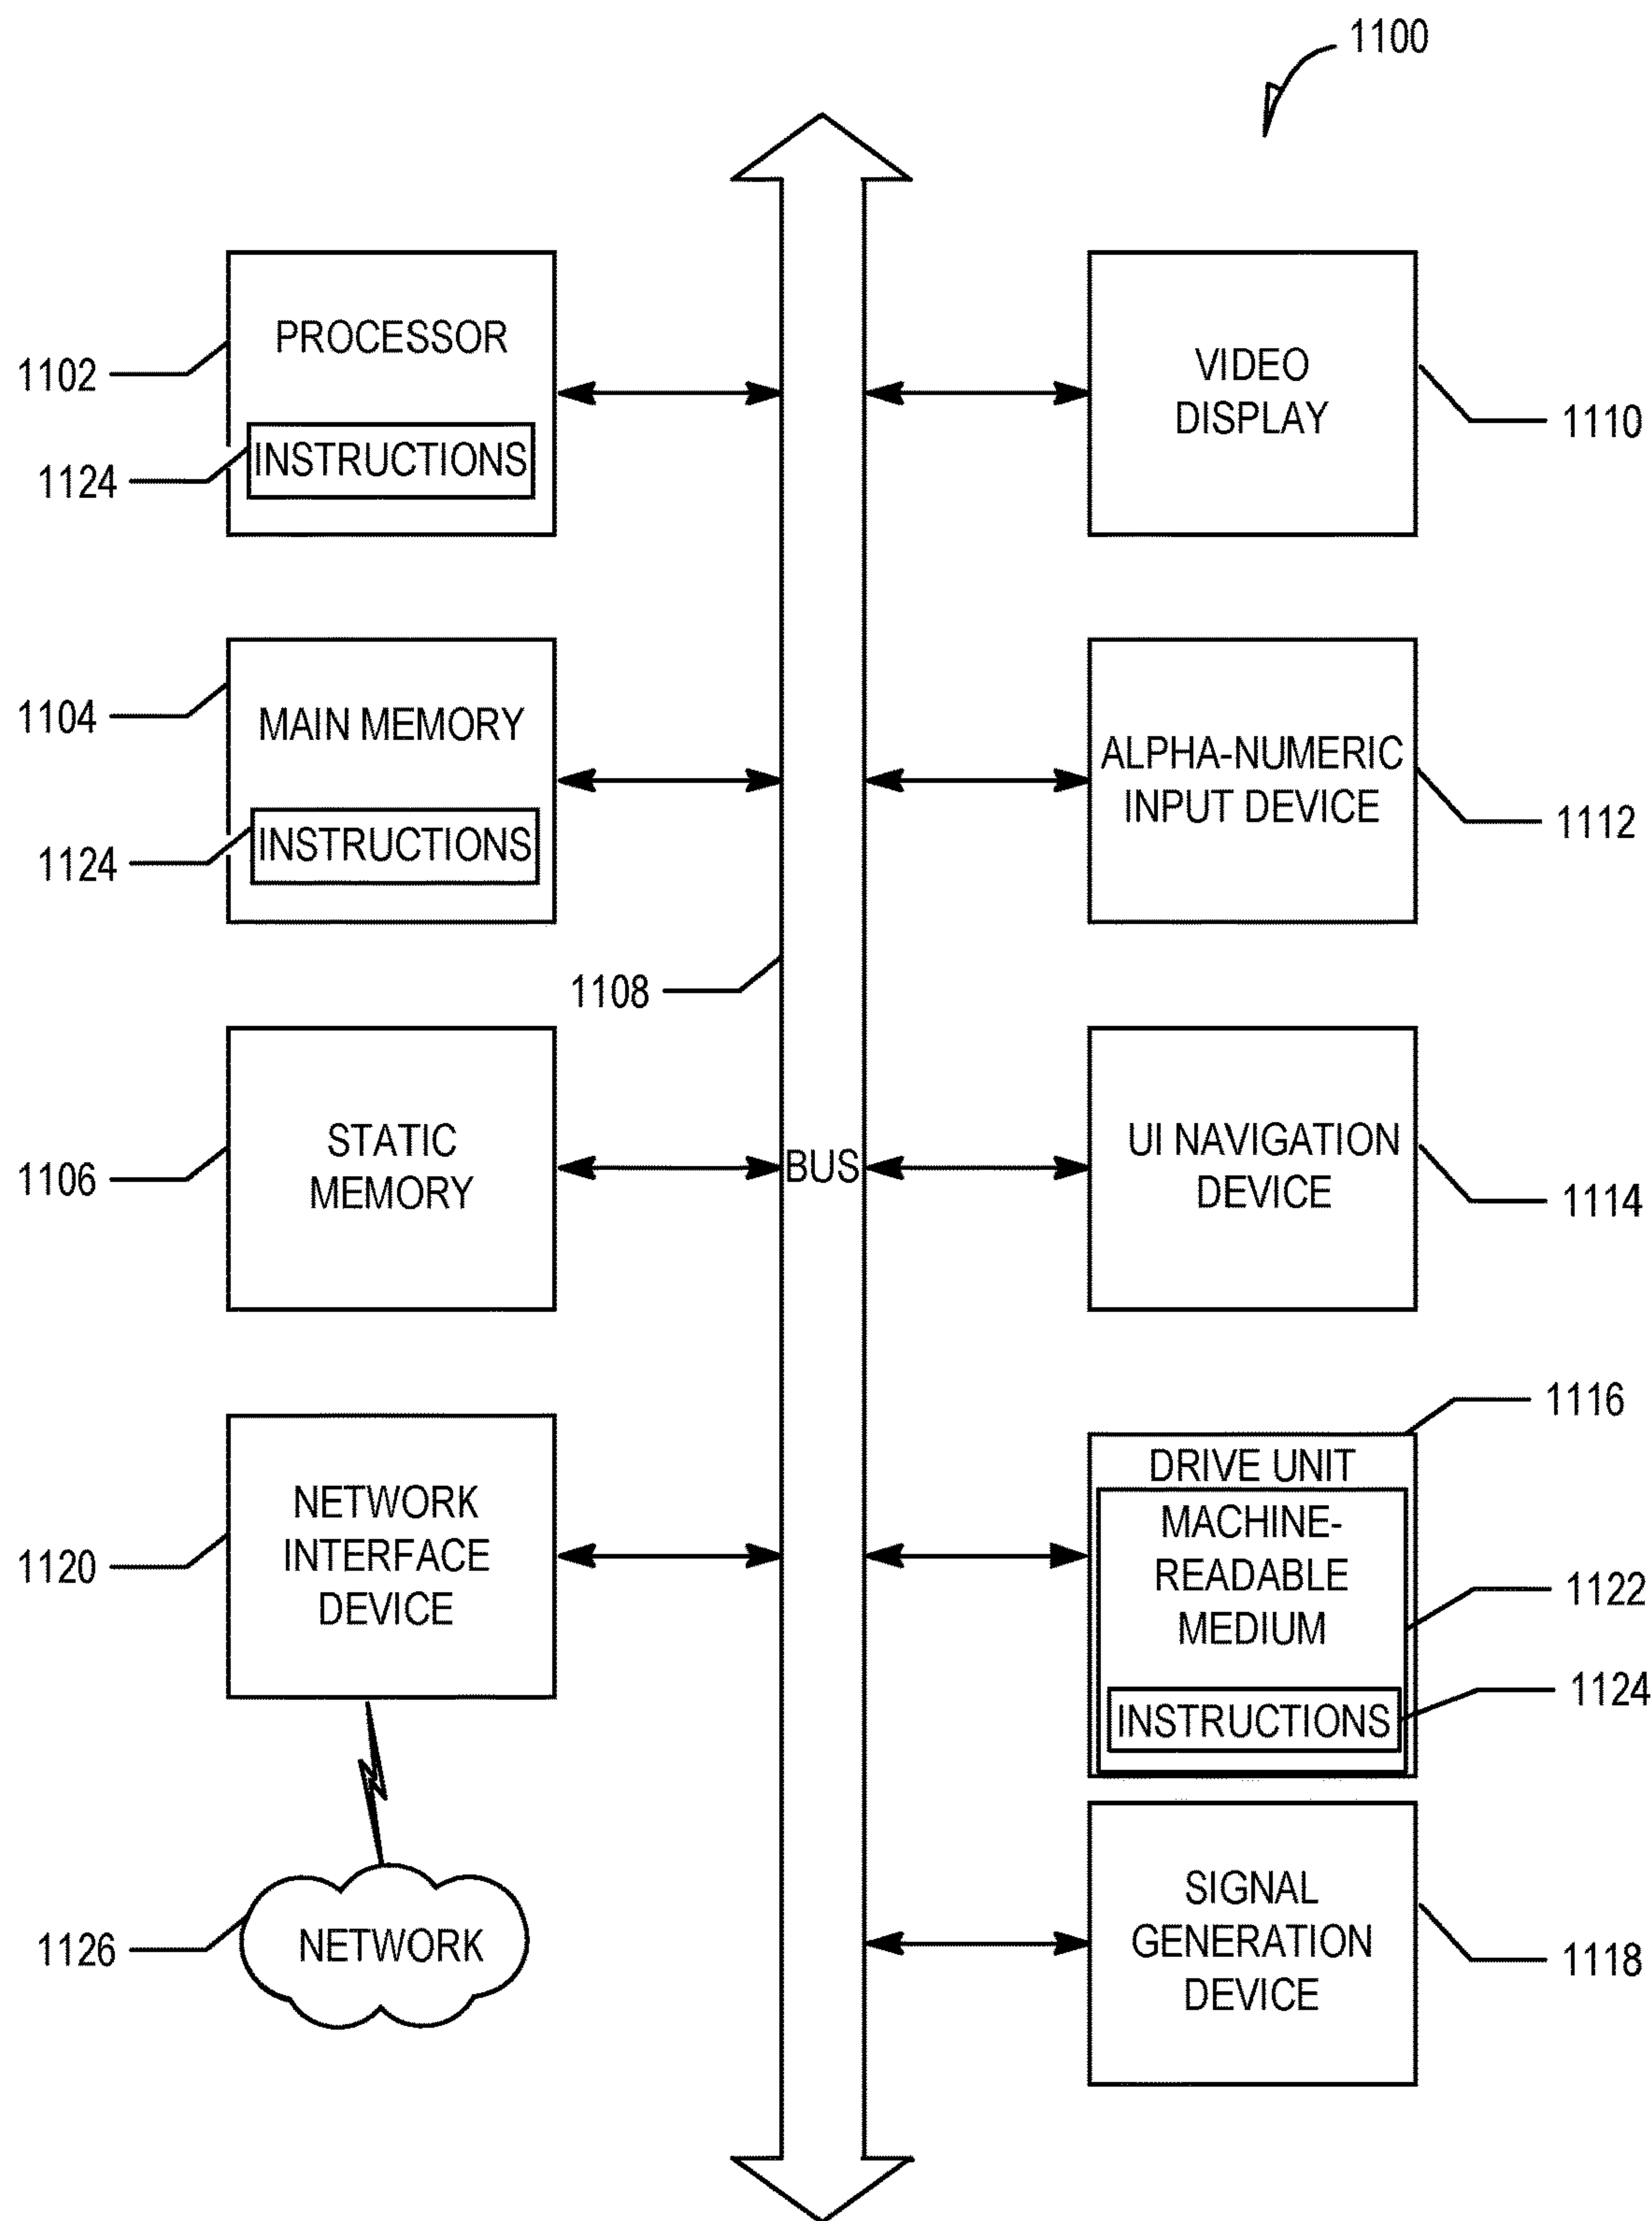 1100
PROCESSOR
1102
INSTRUCTIONS
1124
VIDEO
DISPLAY
1110
MAIN MEMORY
1104
INSTRUCTIONS
1124
ALPHA-NUMERIC
INPUT DEVICE
1112
1108
STATIC
MEMORY
1106
BUS
UI NAVIGATION
DEVICE
1114
NETWORK
INTERFACE
DEVICE
1120
1116
DRIVE UNIT
MACHINE-
READABLE
MEDIUM
1122
INSTRUCTIONS
1124
NETWORK
1126
SIGNAL
GENERATION
DEVICE
1118